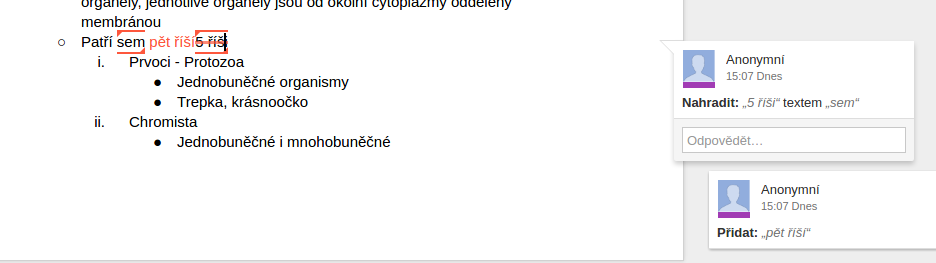 organely, jednotlivé organely jsou od okolní cytoplazmy odděleny
membránou
○ Patří sem pět říší5 říší
i. Prvoci - Protozoa
● Jednobuněčné organismy
● Trepka, krásnoočko
ii. Chromista
● Jednobuněčné i mnohobuněčné
Anonymní
15:07 Dnes
Nahradit: „5 říši“ textem „sem“
Odpovědět…
Anonymní
15:07 Dnes
Přidat: „pět říší“